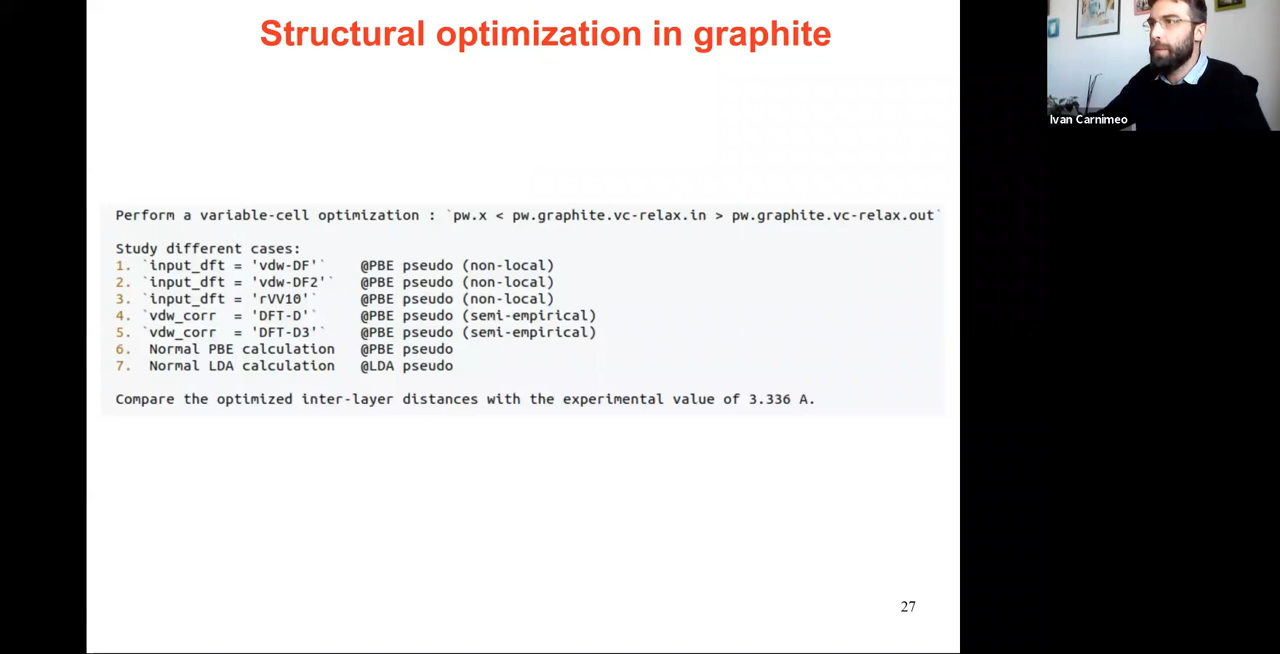 Structural optimization in graphite
Ivan Carnimeo
Perform a variable-cell optimization : `pw.x < pw.graphite.vc-relax.in > pw.graphite.vc-relax.out`
Study different cases:
1. `input_dft = 'vdw-DF'` @PBE pseudo (non-local)
2. `input_dft = 'vdw-DF2'` @PBE pseudo (non-local)
3. `input_dft = 'rVV10'` @PBE pseudo (non-local)
4. `vdw_corr = 'DFT-D'` @PBE pseudo (semi-empirical)
5. `vdw_corr = 'DFT-D3'` @PBE pseudo (semi-empirical)
6. Normal PBE calculation @PBE pseudo
7. Normal LDA calculation @LDA pseudo
Compare the optimized inter-layer distances with the experimental value of 3.336 A.
27